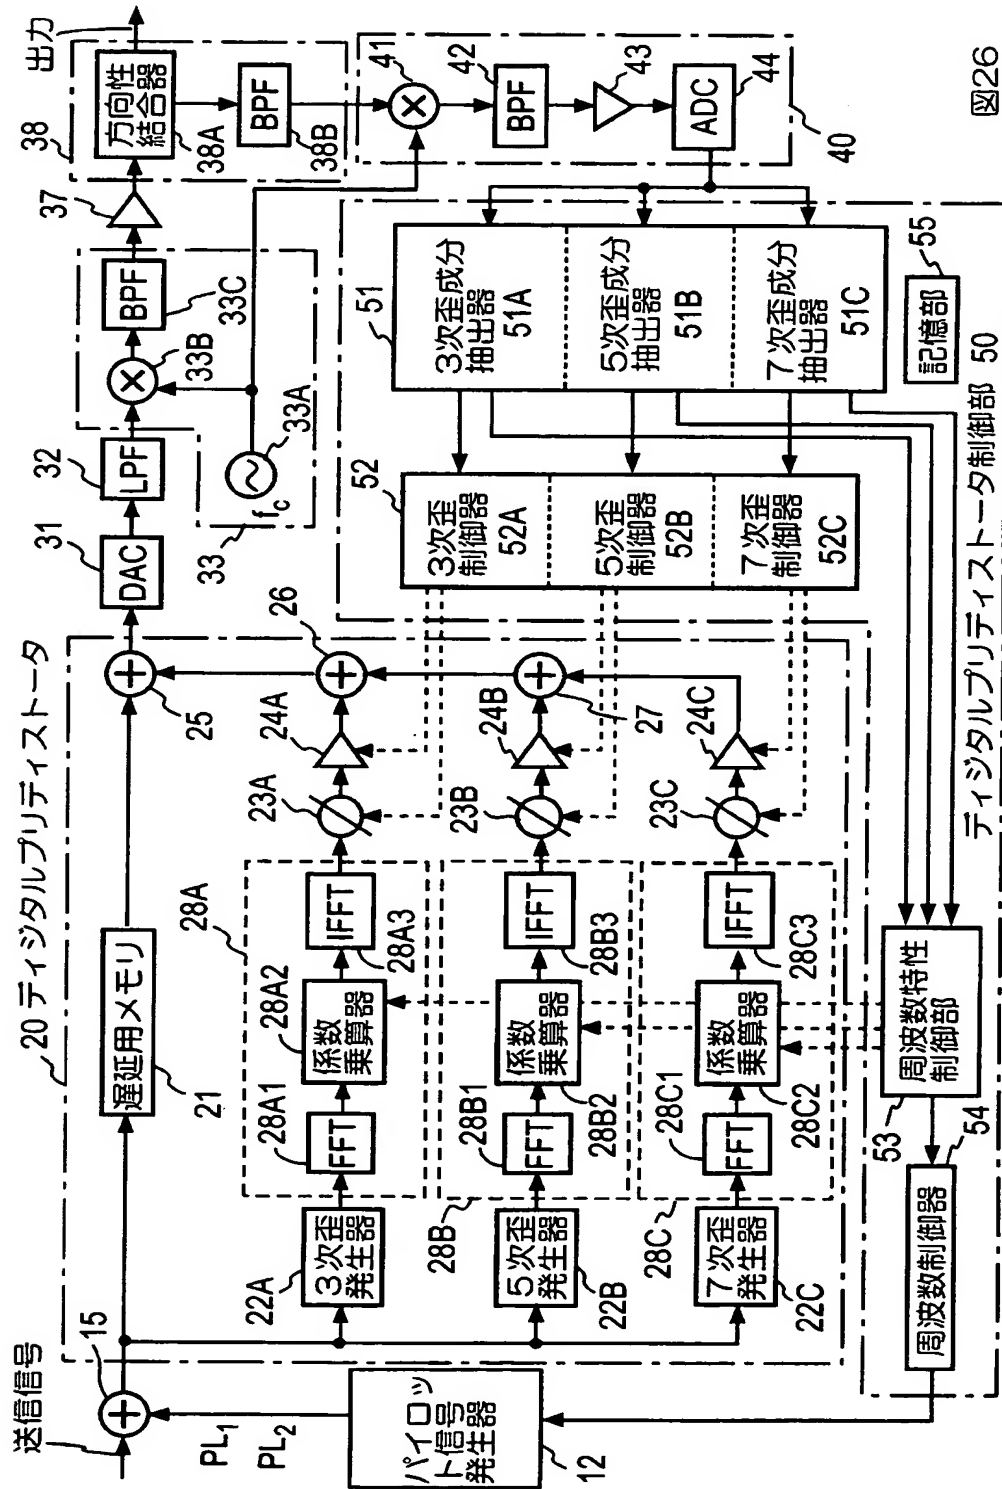 送信信号
15
PL1
PL2
パイロッ
ト信号
発生器
12
20 ディジタルプリディストータ
遅延用メモリ
21
25
26
27
22A
3次歪
発生器
28A
28A1
FFT
28A2
係数
乗算器
IFFT
28A3
23A
24A
5次歪
発生器
22B
28B
28B1
FFT
係数
乗算器
28B2
IFFT
28B3
23B
24B
7次歪
発生器
22C
28C
28C1
FFT
係数
乗算器
28C2
IFFT
28C3
23C
24C
31
DAC
32
LPF
33
33A
fc
33B
BPF
33C
37
38
方向性
結合器
38A
BPF
38B
出力
41
42
BPF
43
ADC
44
40
51
3次歪成分
抽出器
51A
5次歪成分
抽出器
51B
7次歪成分
抽出器
51C
52
3次歪
制御器
52A
5次歪
制御器
52B
7次歪
制御器
52C
55
記憶部
ディジタルプリディストータ制御部 50
周波数特性
制御部
53
54
周波数制御器
図26